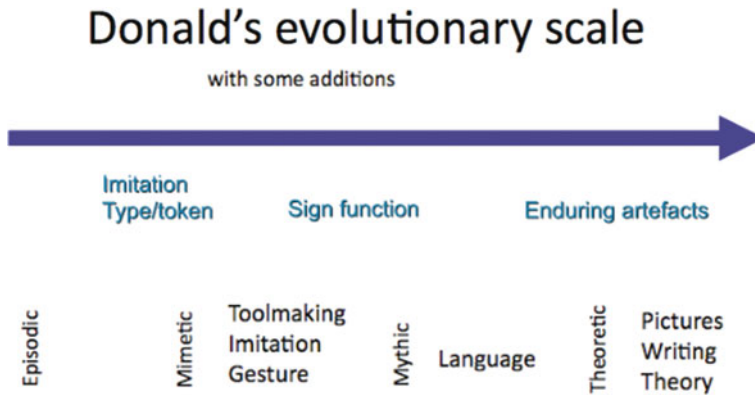 Donald’s evolutionary scale
with some additions
Imitation
Type/token
Sign function
Enduring artefacts
Episodic
Mimetic
Toolmaking
Imitation
Gesture
Mythic
Language
Theoretic
Pictures
Writing
Theory